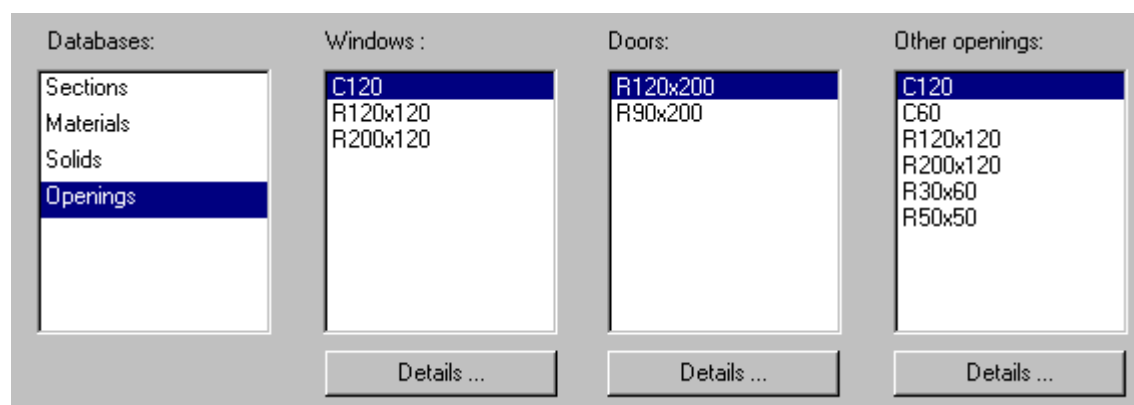 Databases:
Sections
Materials
Solids
Openings
Windows :
C120
R120x120
R200x120
Details ...
Doors:
R120x200
R90x200
Details ...
Other openings:
C120
C60
R120x120
R200x120
R30x60
R50x50
Details ...